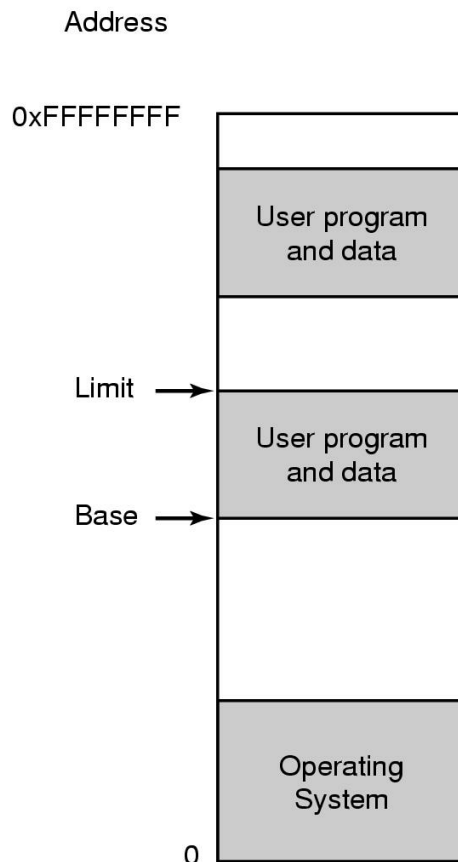 Address
0xFFFFFFFF
User program
and data
Limit
User program
and data
Base
Operating
System
0